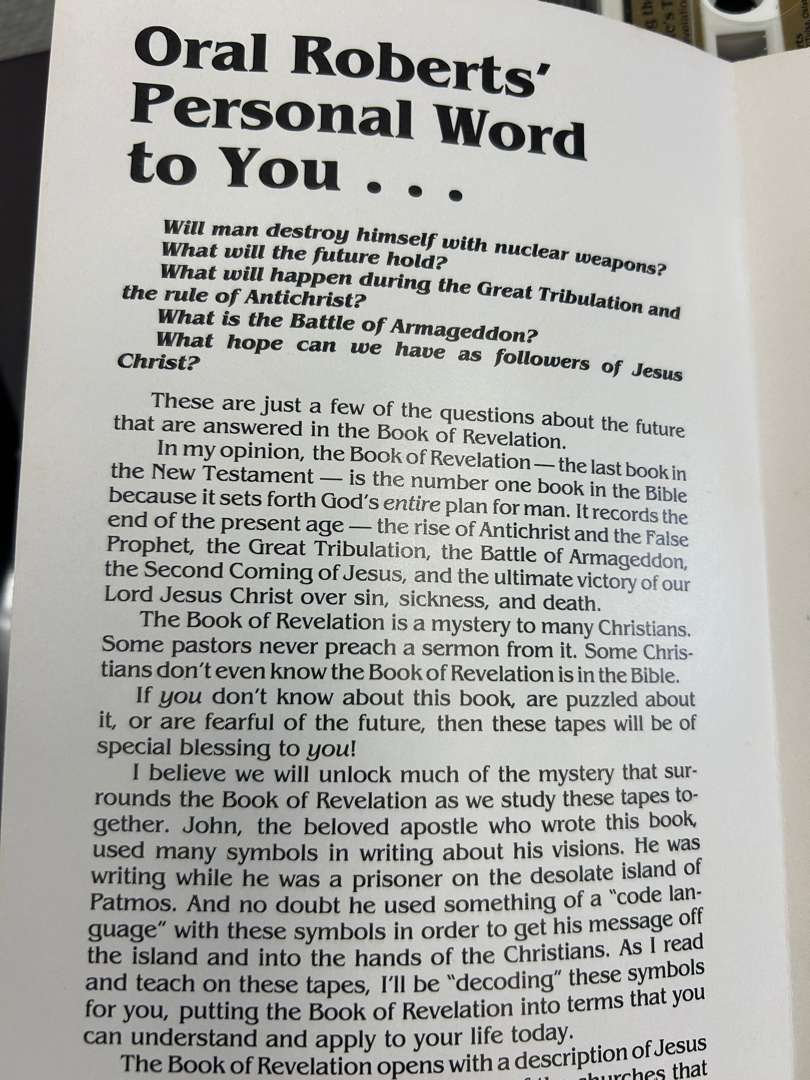 Oral Roberts'
Personal Word
to You . . .
Will man destroy himself with nuclear weapons?
What will the future hold?
What will happen during the Great Tribulation and
the rule of Antichrist?
What is the Battle of Armageddon?
What hope can we have as followers of Jesus
Christ?
These are just a few of the questions about the future
that are answered in the Book of Revelation.
In my opinion, the Book of Revelation — the last book in
the New Testament — is the number one book in the Bible
because it sets forth God's entire plan for man. It records the
end of the present age — the rise of Antichrist and the False
Prophet, the Great Tribulation, the Battle of Armageddon,
the Second Coming of Jesus, and the ultimate victory of our
Lord Jesus Christ over sin, sickness, and death.
The Book of Revelation is a mystery to many Christians.
Some pastors never preach a sermon from it. Some Chris-
tians don't even know the Book of Revelation is in the Bible.
If you don't know about this book, are puzzled about
it, or are fearful of the future, then these tapes will be of
special blessing to you!
I believe we will unlock much of the mystery that sur-
rounds the Book of Revelation as we study these tapes to-
gether. John, the beloved apostle who wrote this book,
used many symbols in writing about his visions. He was
writing while he was a prisoner on the desolate island of
Patmos. And no doubt he used something of a "code lan-
guage" with these symbols in order to get his message off
the island and into the hands of the Christians. As I read
and teach on these tapes, I'll be "decoding" these symbols
for you, putting the Book of Revelation into terms that you
can understand and apply to your life today.
The Book of Revelation opens with a description of Jesus
churches that